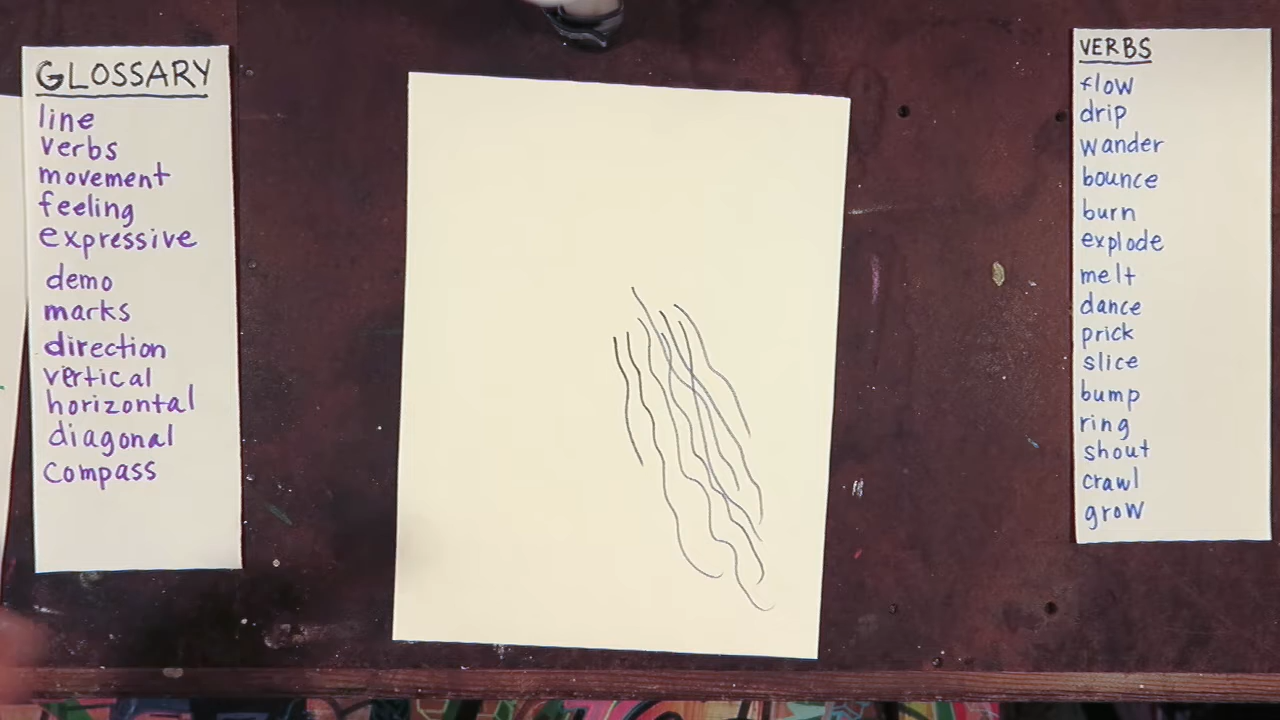 GLOSSARY
line
verbs
movement
feeling
expressive
demo
marks
direction
vertical
horizontal
diagonal
compass
VERBS
flow
drip
wander
bounce
burn
explode
melt
dance
prick
slice
bump
ring
shout
crawl
grow